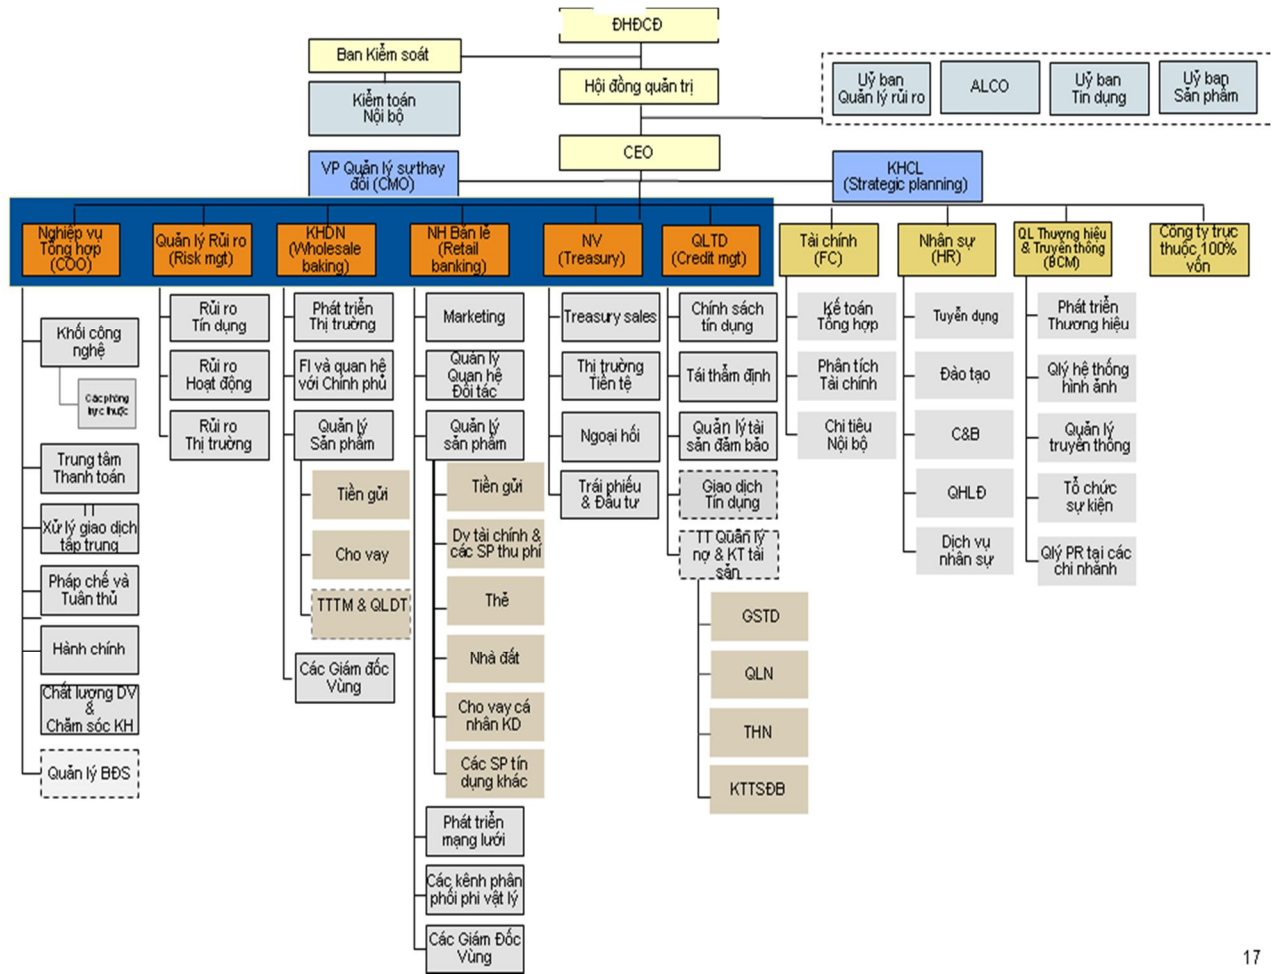 ĐHĐCĐ
Ban Kiểm soát
Hội đồng quản trị
Kiểm toán
Nội bộ
Uỷ ban
Quản lý rủi ro
ALCO
Uỷ ban
Tín dụng
Uỷ ban
Sản phẩm
CEO
VP Quản lý sự thay
đổi (CMO)
KHCL
(Strategic planning)
Nghiệp vụ
Tổng hợp
(COO)
Quản lý Rủi ro
(Risk mgt)
KHDN
(Wholesale
baking)
NH Bán lẻ
(Retail
banking)
NV
(Treasury)
QLTD
(Credit mgt)
Tài chính
(FC)
Nhân sự
(HR)
QL Thượng hiệu
& Truyền thông
(BCM)
Công ty trực
thuộc 100%
vốn
Khối công
nghệ
Các phòng
trực thuộc
Trung tâm
Thanh toán
TT
Xử lý giao dịch
tập trung
Pháp chế và
Tuân thủ
Hành chính
Chất lượng DV
&
Chăm sóc KH
Quản lý BĐS
Rủi ro
Tín dụng
Rủi ro
Hoạt động
Rủi ro
Thị trường
Phát triển
Thị trường
FI và quan hệ
với Chính phủ
Quản lý
Sản phẩm
Tiền gửi
Cho vay
TTTM & QLDT
Các Giám đốc
Vùng
Marketing
Quản lý
Quan hệ
Đối tác
Quản lý
sản phẩm
Tiền gửi
Dv tài chính &
các SP thu phí
Thẻ
Nhà đất
Cho vay cá
nhân KD
Các SP tín
dụng khác
Phát triển
mạng lưới
Các kênh phân
phối phi vật lý
Các Giám Đốc
Vùng
Treasury sales
Thị trường
Tiền tệ
Ngoại hối
Trái phiếu
& Đầu tư
Chính sách
tín dụng
Tái thẩm định
Quản lý tài
sản đảm bảo
Giao dịch
Tín dụng
TT Quản lý
nợ & KT tài
sản
GSTD
QLN
THN
KTTSĐB
Kế toán
Tổng hợp
Phân tích
Tài chính
Chi tiêu
Nội bộ
Tuyển dụng
Đào tạo
C&B
QHLĐ
Dịch vụ
nhân sự
Phát triển
Thương hiệu
Qlý hệ thống
hình ảnh
Quản lý
truyền thông
Tổ chức
sự kiện
Qlý PR tại các
chi nhánh
17